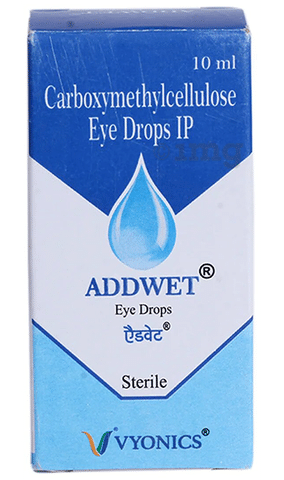 10 ml
Carboxymethylcellulose
Eye Drops IP
ADDWET®
Eye Drops
ऐडवेट®
Sterile
VYONICS®